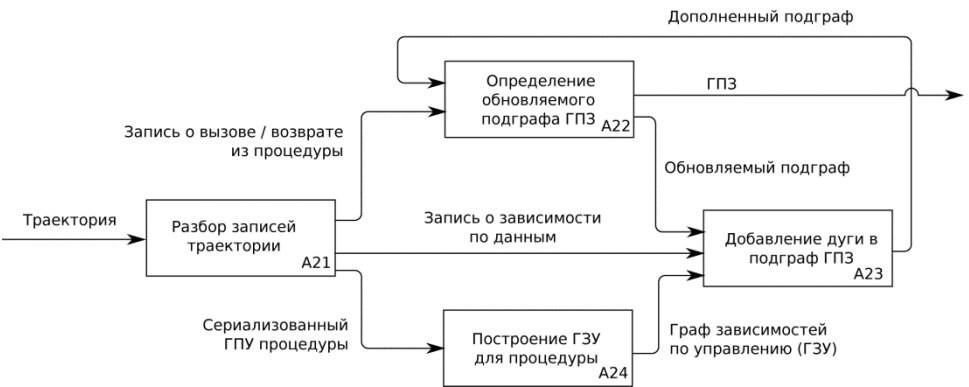 Дополненный подграф
Определение
обновляемого
подграфа ГПЗ
A22
ГПЗ
Запись о вызове / возврате
из процедуры
Обновляемый подграф
Траектория
Разбор записей
траектории
A21
Запись о зависимости
по данным
Добавление дуги в
подграф ГПЗ
A23
Сериализованный
ГПУ процедуры
Построение ГЗУ
для процедуры
A24
Граф зависимостей
по управлению (ГЗУ)